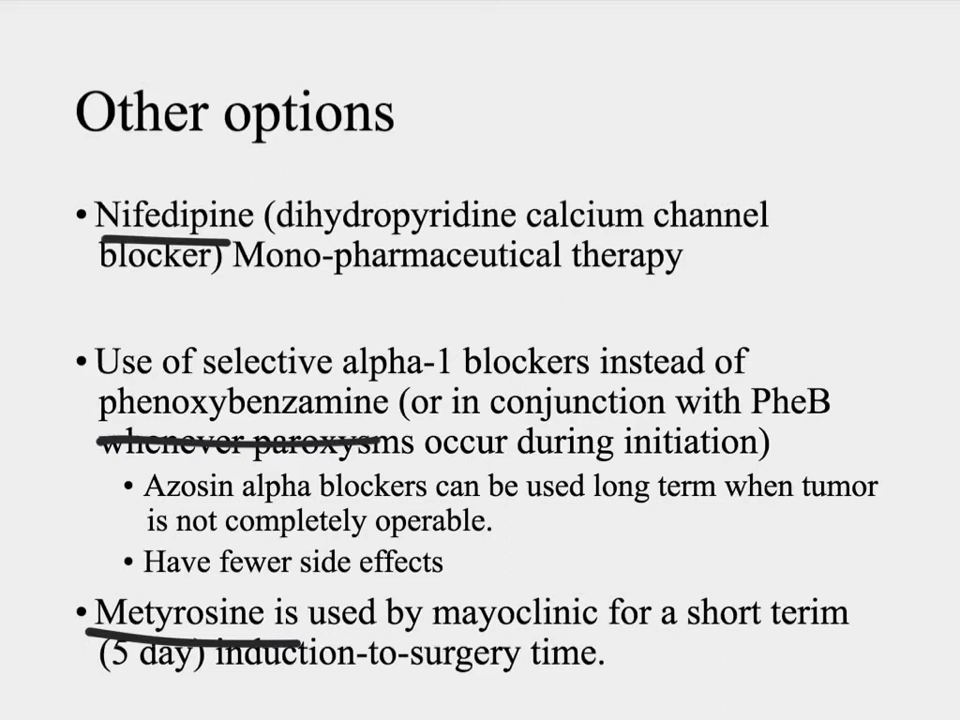 Other options
• Nifedipine (dihydropyridine calcium channel
blocker) Mono-pharmaceutical therapy
• Use of selective alpha-1 blockers instead of
phenoxybenzamine (or in conjunction with PheB
whenever paroxysms occur during initiation)
• Azosin alpha blockers can be used long term when tumor
is not completely operable.
• Have fewer side effects
• Metyrosine is used by mayoclinic for a short terim
(5 day) induction-to-surgery time.